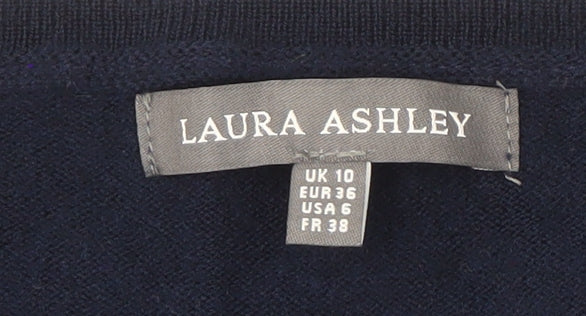 LAURA ASHLEY
UK 10
EUR 36
USA 6
FR 38